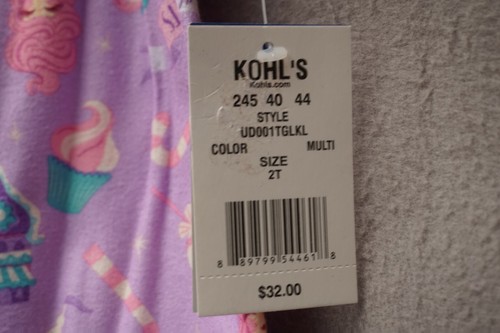 KOHL'S
Kohls.com
245 40 44
STYLE
UD001TGLKL
COLOR MULTI
SIZE
2T
8 89799 54461 8
$32.00